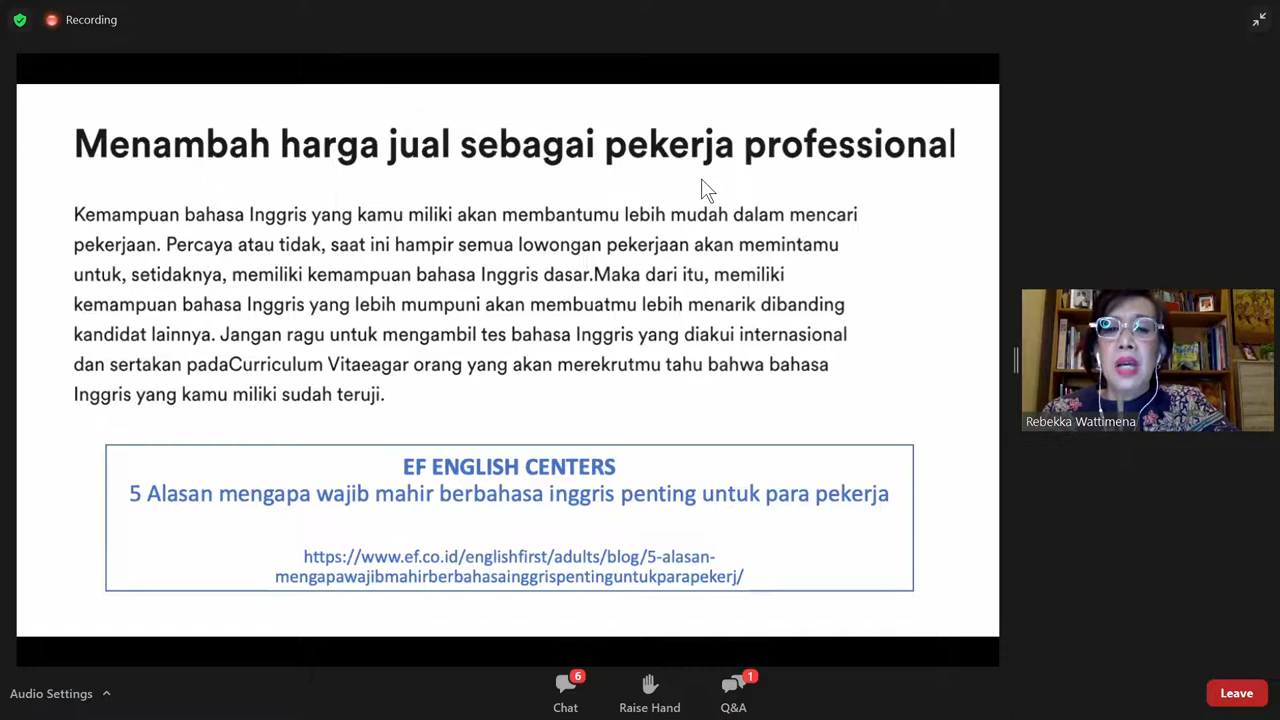 Recording
Menambah harga jual sebagai pekerja professional
Kemampuan bahasa Inggris yang kamu miliki akan membantumu lebih mudah dalam mencari
pekerjaan. Percaya atau tidak, saat ini hampir semua lowongan pekerjaan akan memintamu
untuk, setidaknya, memiliki kemampuan bahasa Inggris dasar.Maka dari itu, memiliki
kemampuan bahasa Inggris yang lebih mumpuni akan membuatmu lebih menarik dibanding
kandidat lainnya. Jangan ragu untuk mengambil tes bahasa Inggris yang diakui internasional
dan sertakan padaCurriculum Vitaeagar orang yang akan merekrutmu tahu bahwa bahasa
Inggris yang kamu miliki sudah teruji.
EF ENGLISH CENTERS
5 Alasan mengapa wajib mahir berbahasa inggris penting untuk para pekerja
https://www.ef.co.id/englishfirst/adults/blog/5-alasan-
mengapawajibmahirberbahasainggrispentinguntukparapekerj/
Rebekka Wattimena
Audio Settings
6
Chat
Raise Hand
1
Q&A
Leave